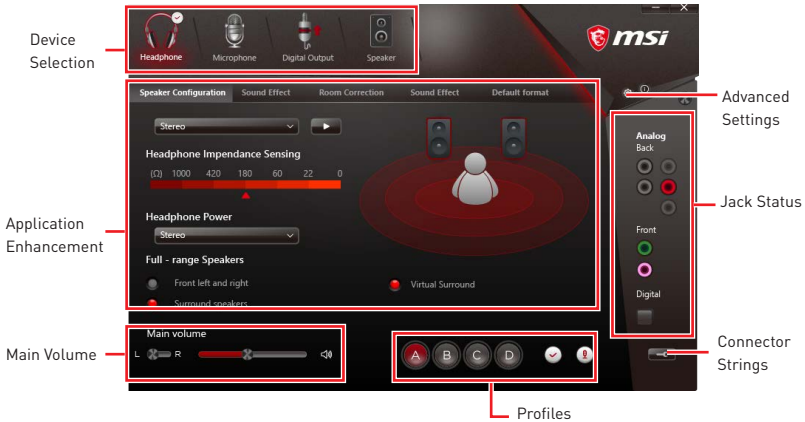 Device
Selection
Headphone
Microphone
Digital Output
Speaker
msi
Speaker Configuration
Sound Effect
Room Correction
Sound Effect
Default format
Advanced
Settings
Stereo
Headphone Impendance Sensing
(Ω) 1000 420 180 60 22 0
Headphone Power
Stereo
Full - range Speakers
Front left and right
Surround speakers
Virtual Surround
Application
Enhancement
Analog
Back
Front
Digital
Jack Status
Main volume
L R
Main Volume
A B C D
Profiles
Connector
Strings